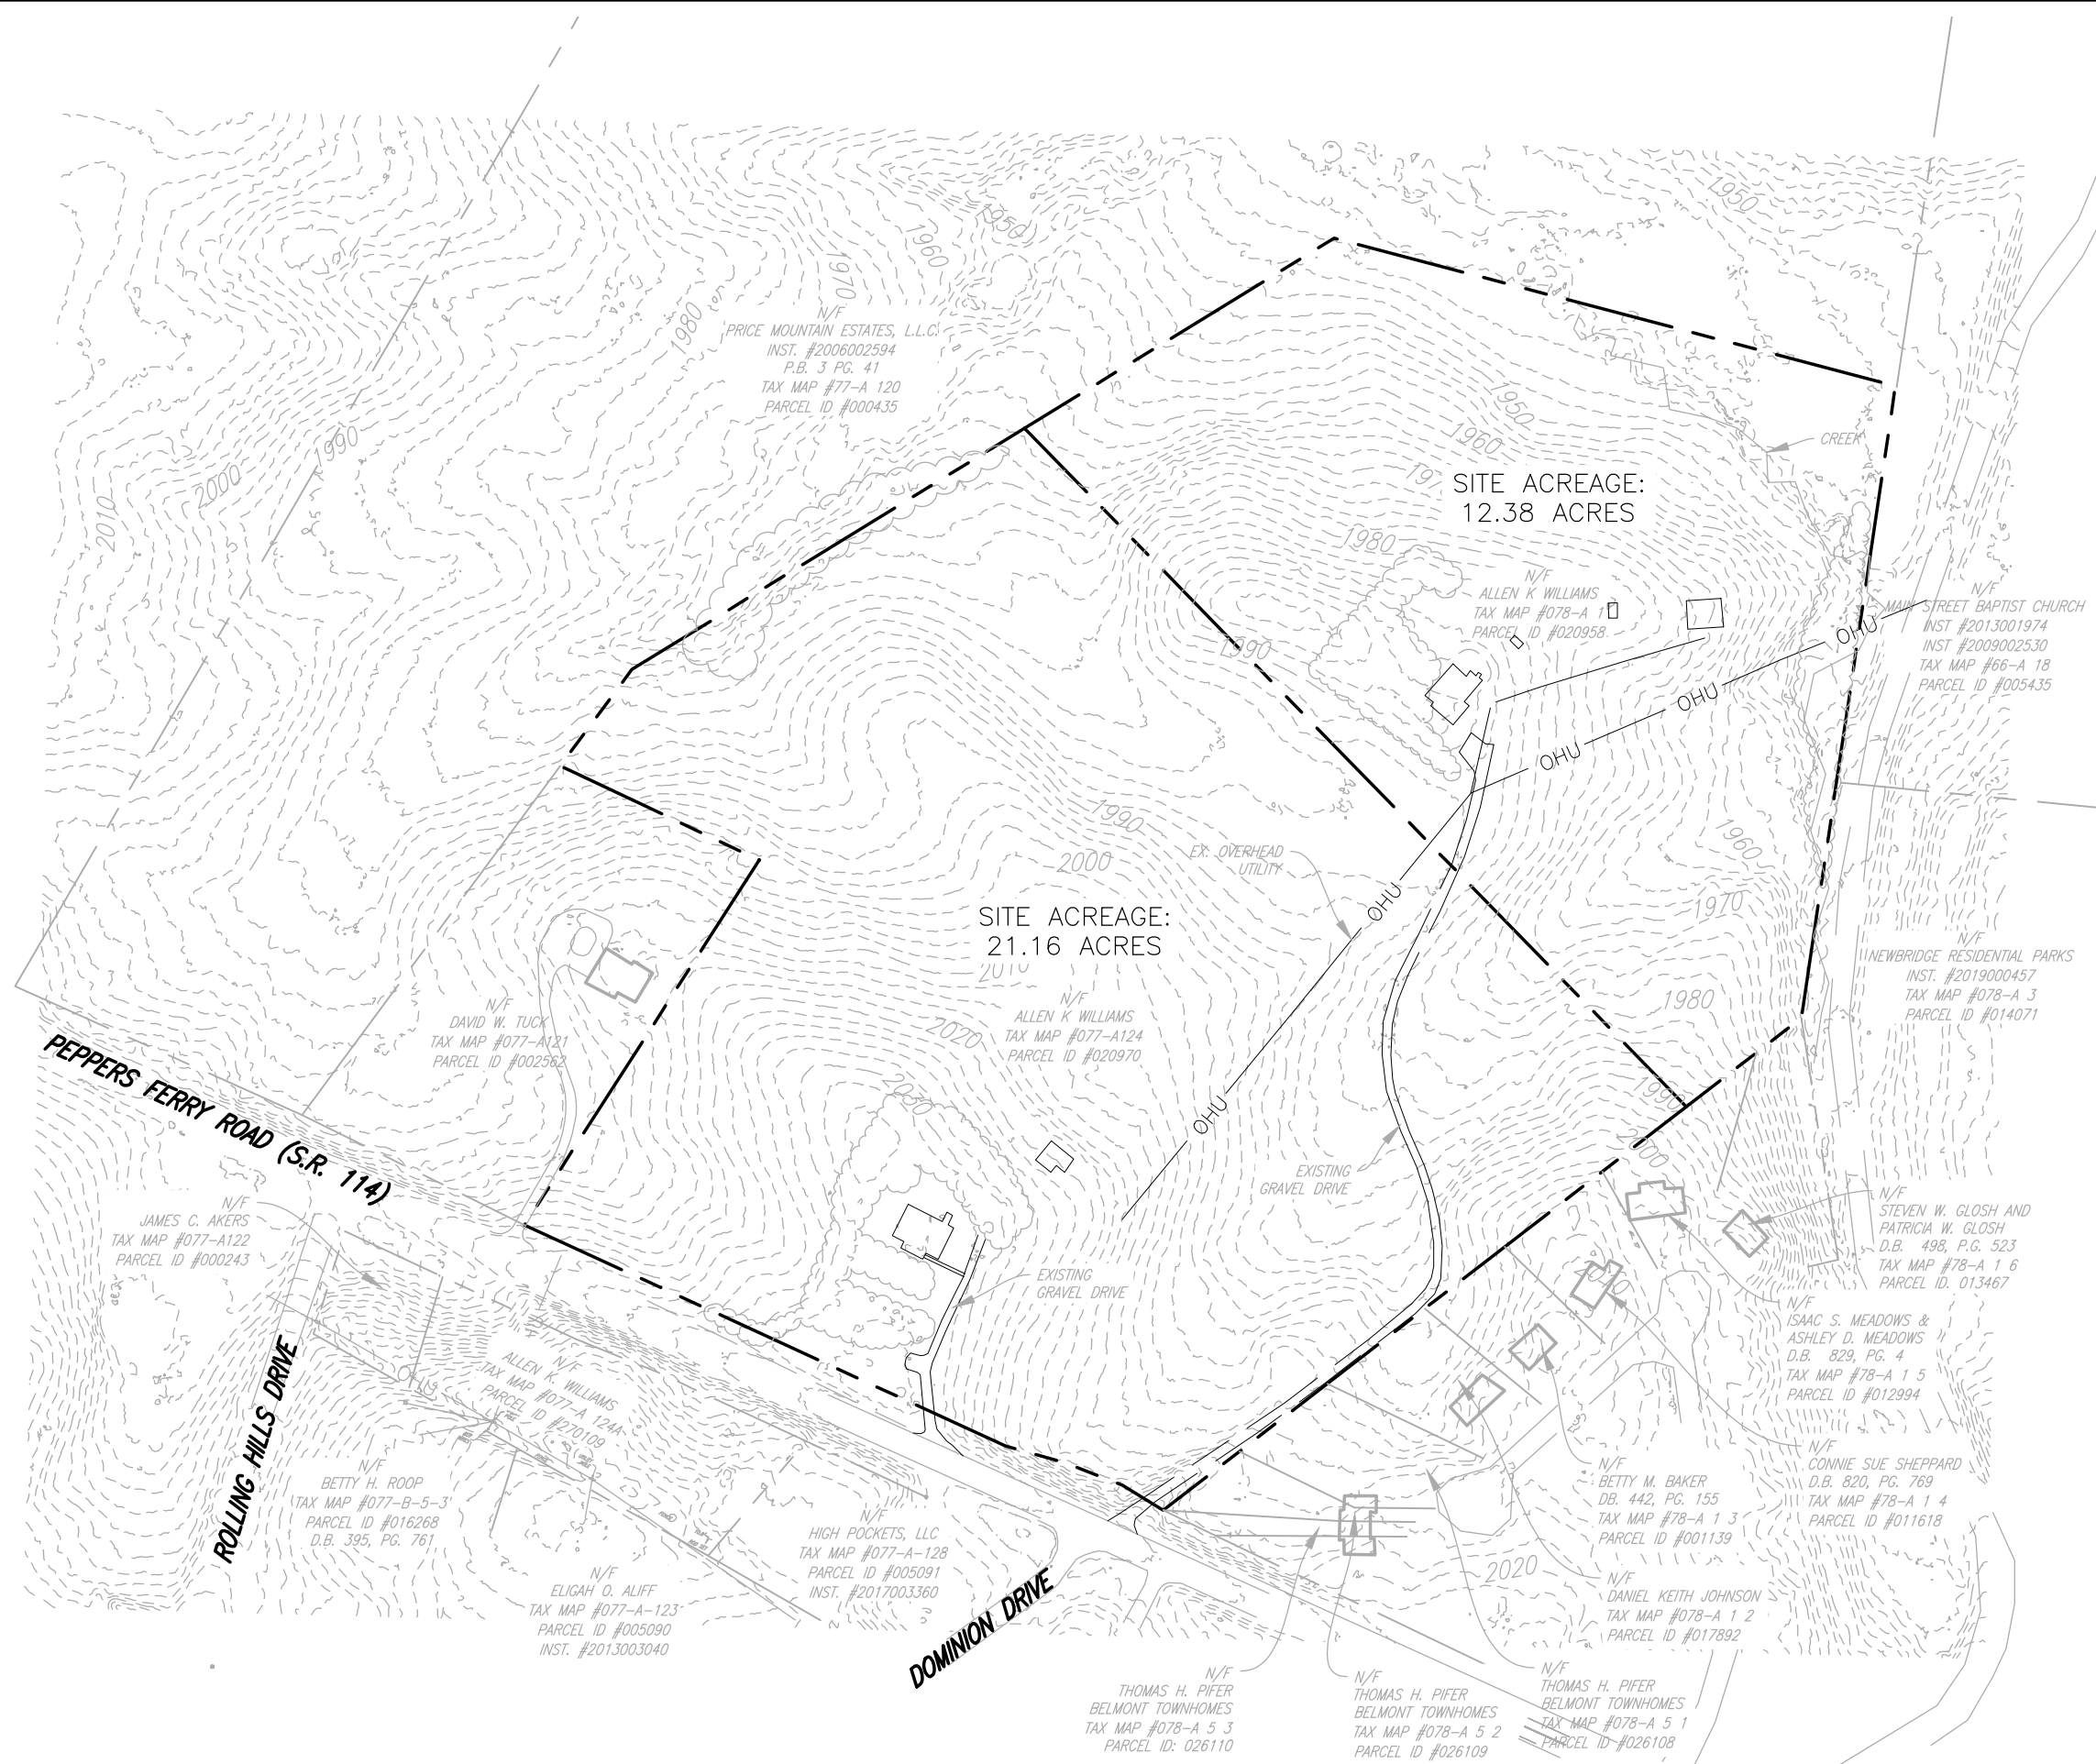 1950
1950
1960
1970
1980
N/F
PRICE MOUNTAIN ESTATES, L.L.C.
INST. #2006002594
P.B. 3 PG. 41
TAX MAP #77-A 120
PARCEL ID #000435
1990
2000
2010
1950
1960
CREEK
SITE ACREAGE:
12.38 ACRES
1980
N/F
ALLEN K WILLIAMS
TAX MAP #078-A 1
PARCEL ID #020958
N/F
MAIN STREET BAPTIST CHURCH
INST #2013001974
INST #2009002530
TAX MAP #66-A 18
PARCEL ID #005435
OHU
OHU
OHU
1990
1990
2000
EX. OVERHEAD
UTILITY
OHU
1960
1970
1980
SITE ACREAGE:
21.16 ACRES
2010
N/F
ALLEN K WILLIAMS
TAX MAP #077-A124
PARCEL ID #020970
2020
2030
N/F
NEWBRIDGE RESIDENTIAL PARKS
INST. #2019000457
TAX MAP #078-A 3
PARCEL ID #014071
N/F
DAVID W. TUCK
TAX MAP #077-A121
PARCEL ID #002562
PEPPERS FERRY ROAD (S.R. 114)
OHU
1990
2000
EXISTING
GRAVEL DRIVE
N/F
JAMES C. AKERS
TAX MAP #077-A122
PARCEL ID #000243
N/F
STEVEN W. GLOSH AND
PATRICIA W. GLOSH
D.B. 498, P.G. 523
TAX MAP #78-A 1 6
PARCEL ID. 013467
2010
EXISTING
GRAVEL DRIVE
N/F
ISAAC S. MEADOWS &
ASHLEY D. MEADOWS
D.B. 829, PG. 4
TAX MAP #78-A 1 5
PARCEL ID #012994
ROLLING HILLS DRIVE
N/F
ALLEN K. WILLIAMS
TAX MAP #077-A 124A
PARCEL ID #270109
N/F
BETTY H. ROOP
TAX MAP #077-B-5-3
PARCEL ID #016268
D.B. 395, PG. 761
N/F
HIGH POCKETS, LLC
TAX MAP #077-A-128
PARCEL ID #005091
INST. #2017003360
N/F
BETTY M. BAKER
DB. 442, PG. 155
TAX MAP #78-A 1 3
PARCEL ID #001139
N/F
CONNIE SUE SHEPPARD
D.B. 820, PG. 769
TAX MAP #78-A 1 4
PARCEL ID #011618
2020
N/F
ELIGAH O. ALIFF
TAX MAP #077-A-123
PARCEL ID #005090
INST. #2013003040
DOMINION DRIVE
N/F
DANIEL KEITH JOHNSON
TAX MAP #078-A 1 2
PARCEL ID #017892
N/F
THOMAS H. PIFER
BELMONT TOWNHOMES
TAX MAP #078-A 5 3
PARCEL ID: 026110
N/F
THOMAS H. PIFER
BELMONT TOWNHOMES
TAX MAP #078-A 5 2
PARCEL ID #026109
N/F
THOMAS H. PIFER
BELMONT TOWNHOMES
TAX MAP #078-A 5 1
PARCEL ID #026108